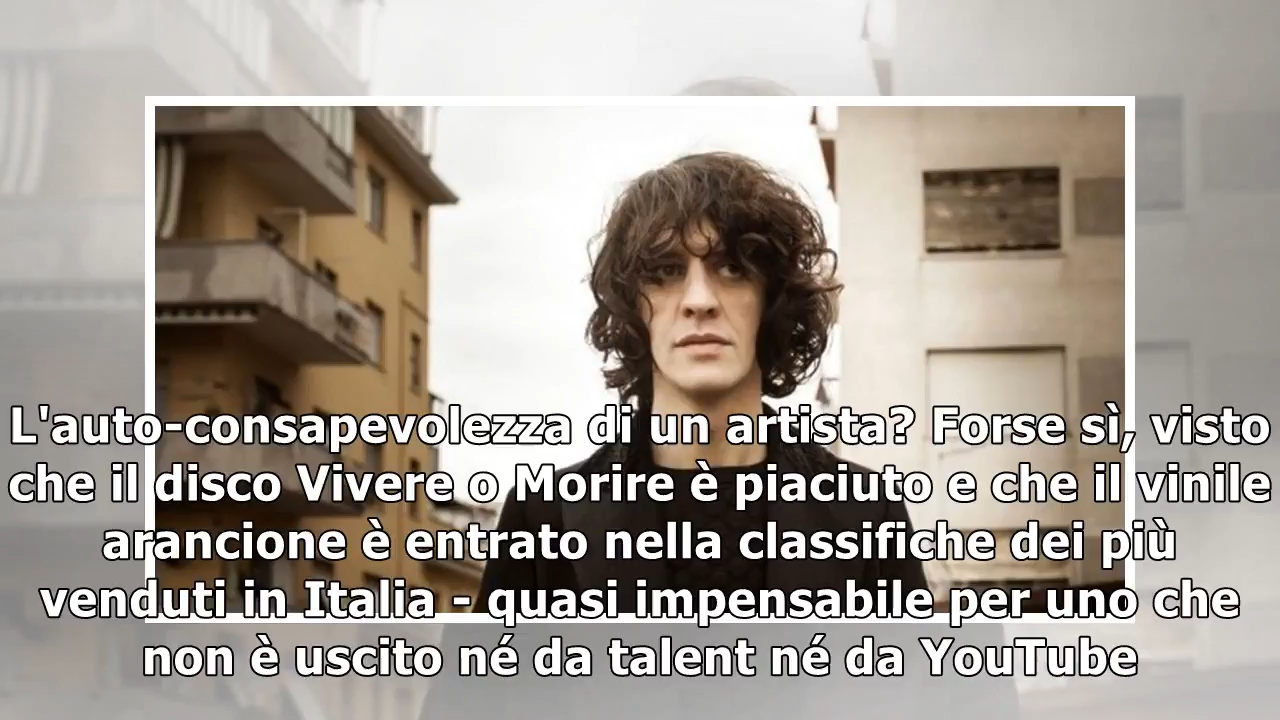 L'auto-consapevolezza di un artista? Forse sì, visto
che il disco Vivere o Morire è piaciuto e che il vinile
arancione è entrato nella classifiche dei più
venduti in Italia - quasi impensabile per uno che
non è uscito né da talent né da YouTube